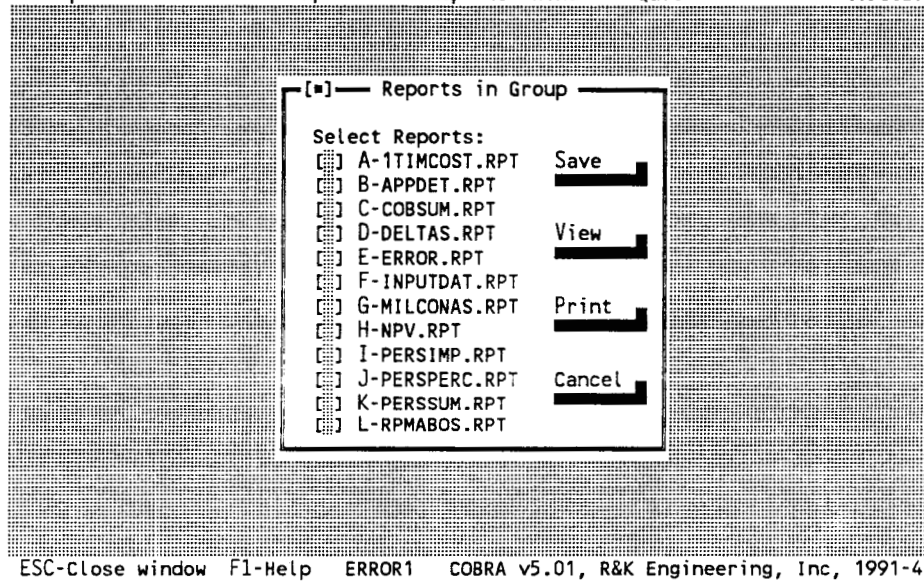 Reports in Group
Select Reports:
[ ] A-1TIMCOST.RPT Save
[ ] B-APPDET.RPT
[ ] C-COBSUM.RPT
[ ] D-DELTAS.RPT View
[ ] E-ERROR.RPT
[ ] F-INPUTDAT.RPT
[ ] G-MILCONAS.RPT Print
[ ] H-NPV.RPT
[ ] I-PERSIMP.RPT
[ ] J-PERSPERC.RPT Cancel
[ ] K-PERSSUM.RPT
[ ] L-RPMABOS.RPT
ESC-Close window F1-Help ERROR1 COBRA v5.01, R&K Engineering, Inc, 1991-4